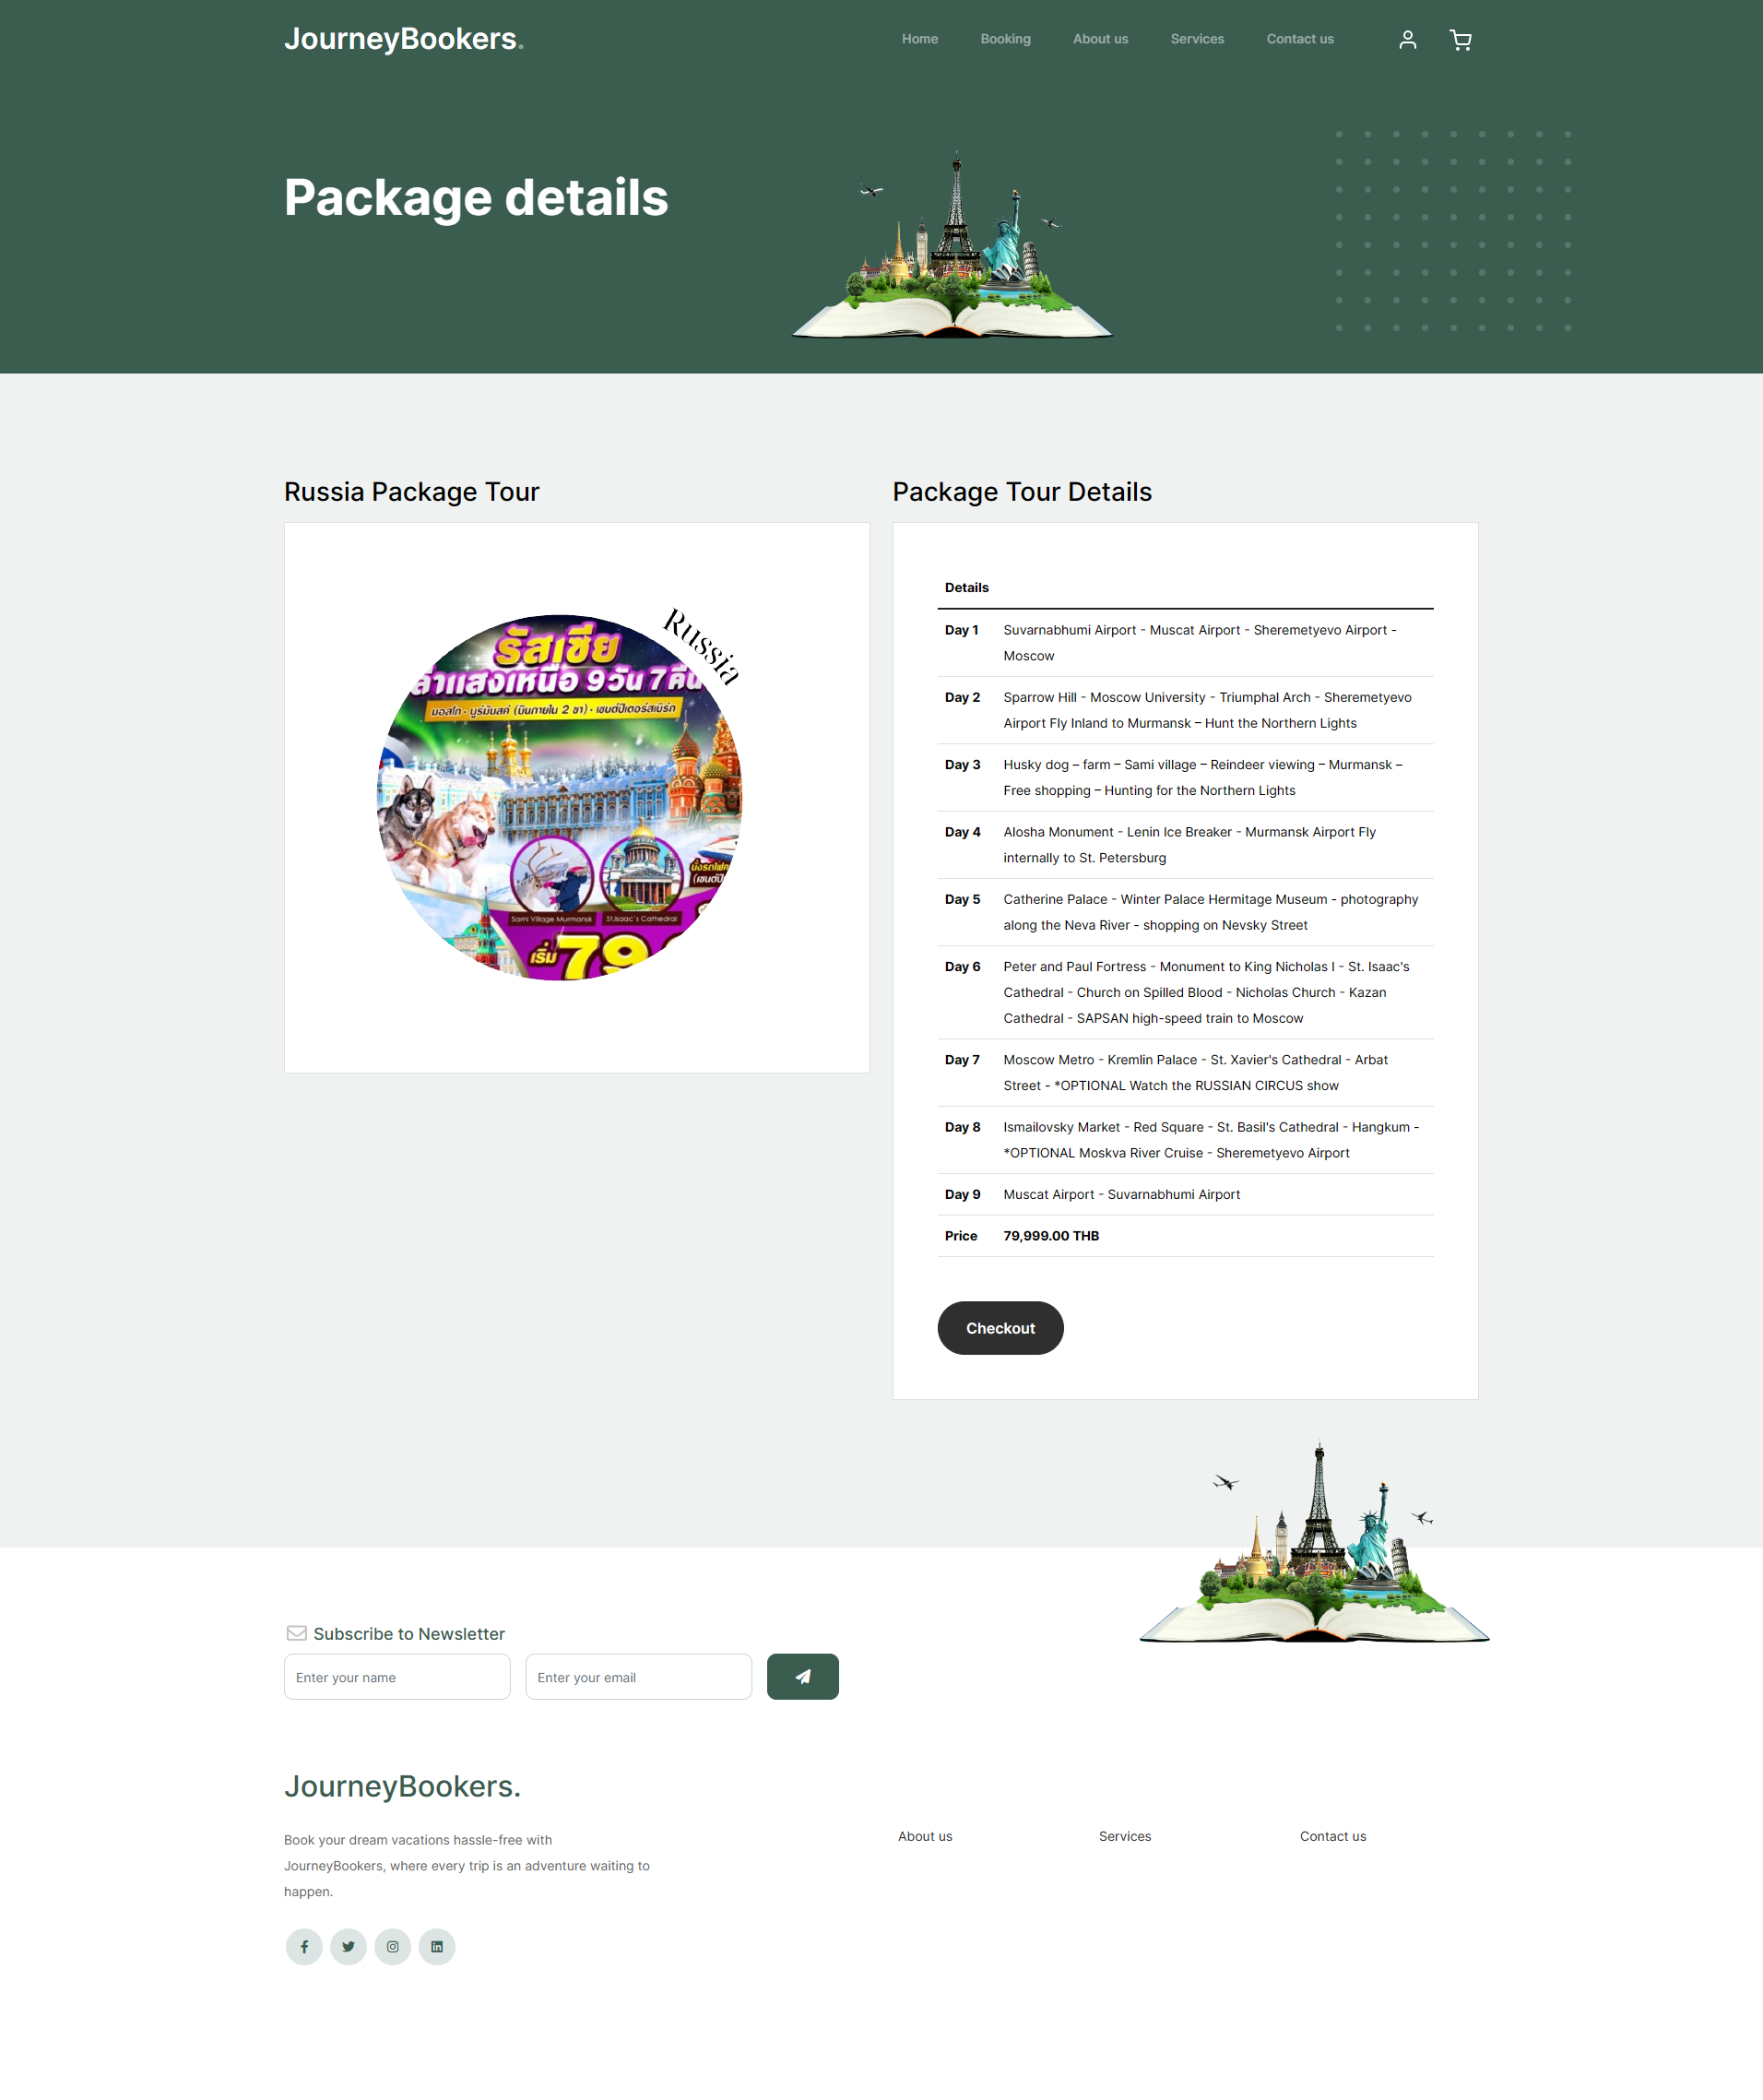 JourneyBookers.
Home Booking About us Services Contact us
Package details
Russia Package Tour
Russia
รัสเซีย
ล่าแสงเหนือ 9วัน 7คืน
มอสโก • มูร์มันสค์ (บินภายใน 2 ขา) • เซนต์ปีเตอร์สเบิร์ก
Sami Village Murmansk
St.Isaac's Cathedral
เริ่ม 79
Package Tour Details
Details
Day 1 Suvarnabhumi Airport - Muscat Airport - Sheremetyevo Airport -
Moscow
Day 2 Sparrow Hill - Moscow University - Triumphal Arch - Sheremetyevo
Airport Fly Inland to Murmansk – Hunt the Northern Lights
Day 3 Husky dog – farm – Sami village – Reindeer viewing – Murmansk –
Free shopping – Hunting for the Northern Lights
Day 4 Alosha Monument - Lenin Ice Breaker - Murmansk Airport Fly
internally to St. Petersburg
Day 5 Catherine Palace - Winter Palace Hermitage Museum - photography
along the Neva River - shopping on Nevsky Street
Day 6 Peter and Paul Fortress - Monument to King Nicholas I - St. Isaac's
Cathedral - Church on Spilled Blood - Nicholas Church - Kazan
Cathedral - SAPSAN high-speed train to Moscow
Day 7 Moscow Metro - Kremlin Palace - St. Xavier's Cathedral - Arbat
Street - *OPTIONAL Watch the RUSSIAN CIRCUS show
Day 8 Ismailovsky Market - Red Square - St. Basil's Cathedral - Hangkum -
*OPTIONAL Moskva River Cruise - Sheremetyevo Airport
Day 9 Muscat Airport - Suvarnabhumi Airport
Price 79,999.00 THB
Checkout
Subscribe to Newsletter
Enter your name
Enter your email
JourneyBookers.
Book your dream vacations hassle-free with
JourneyBookers, where every trip is an adventure waiting to
happen.
About us
Services
Contact us